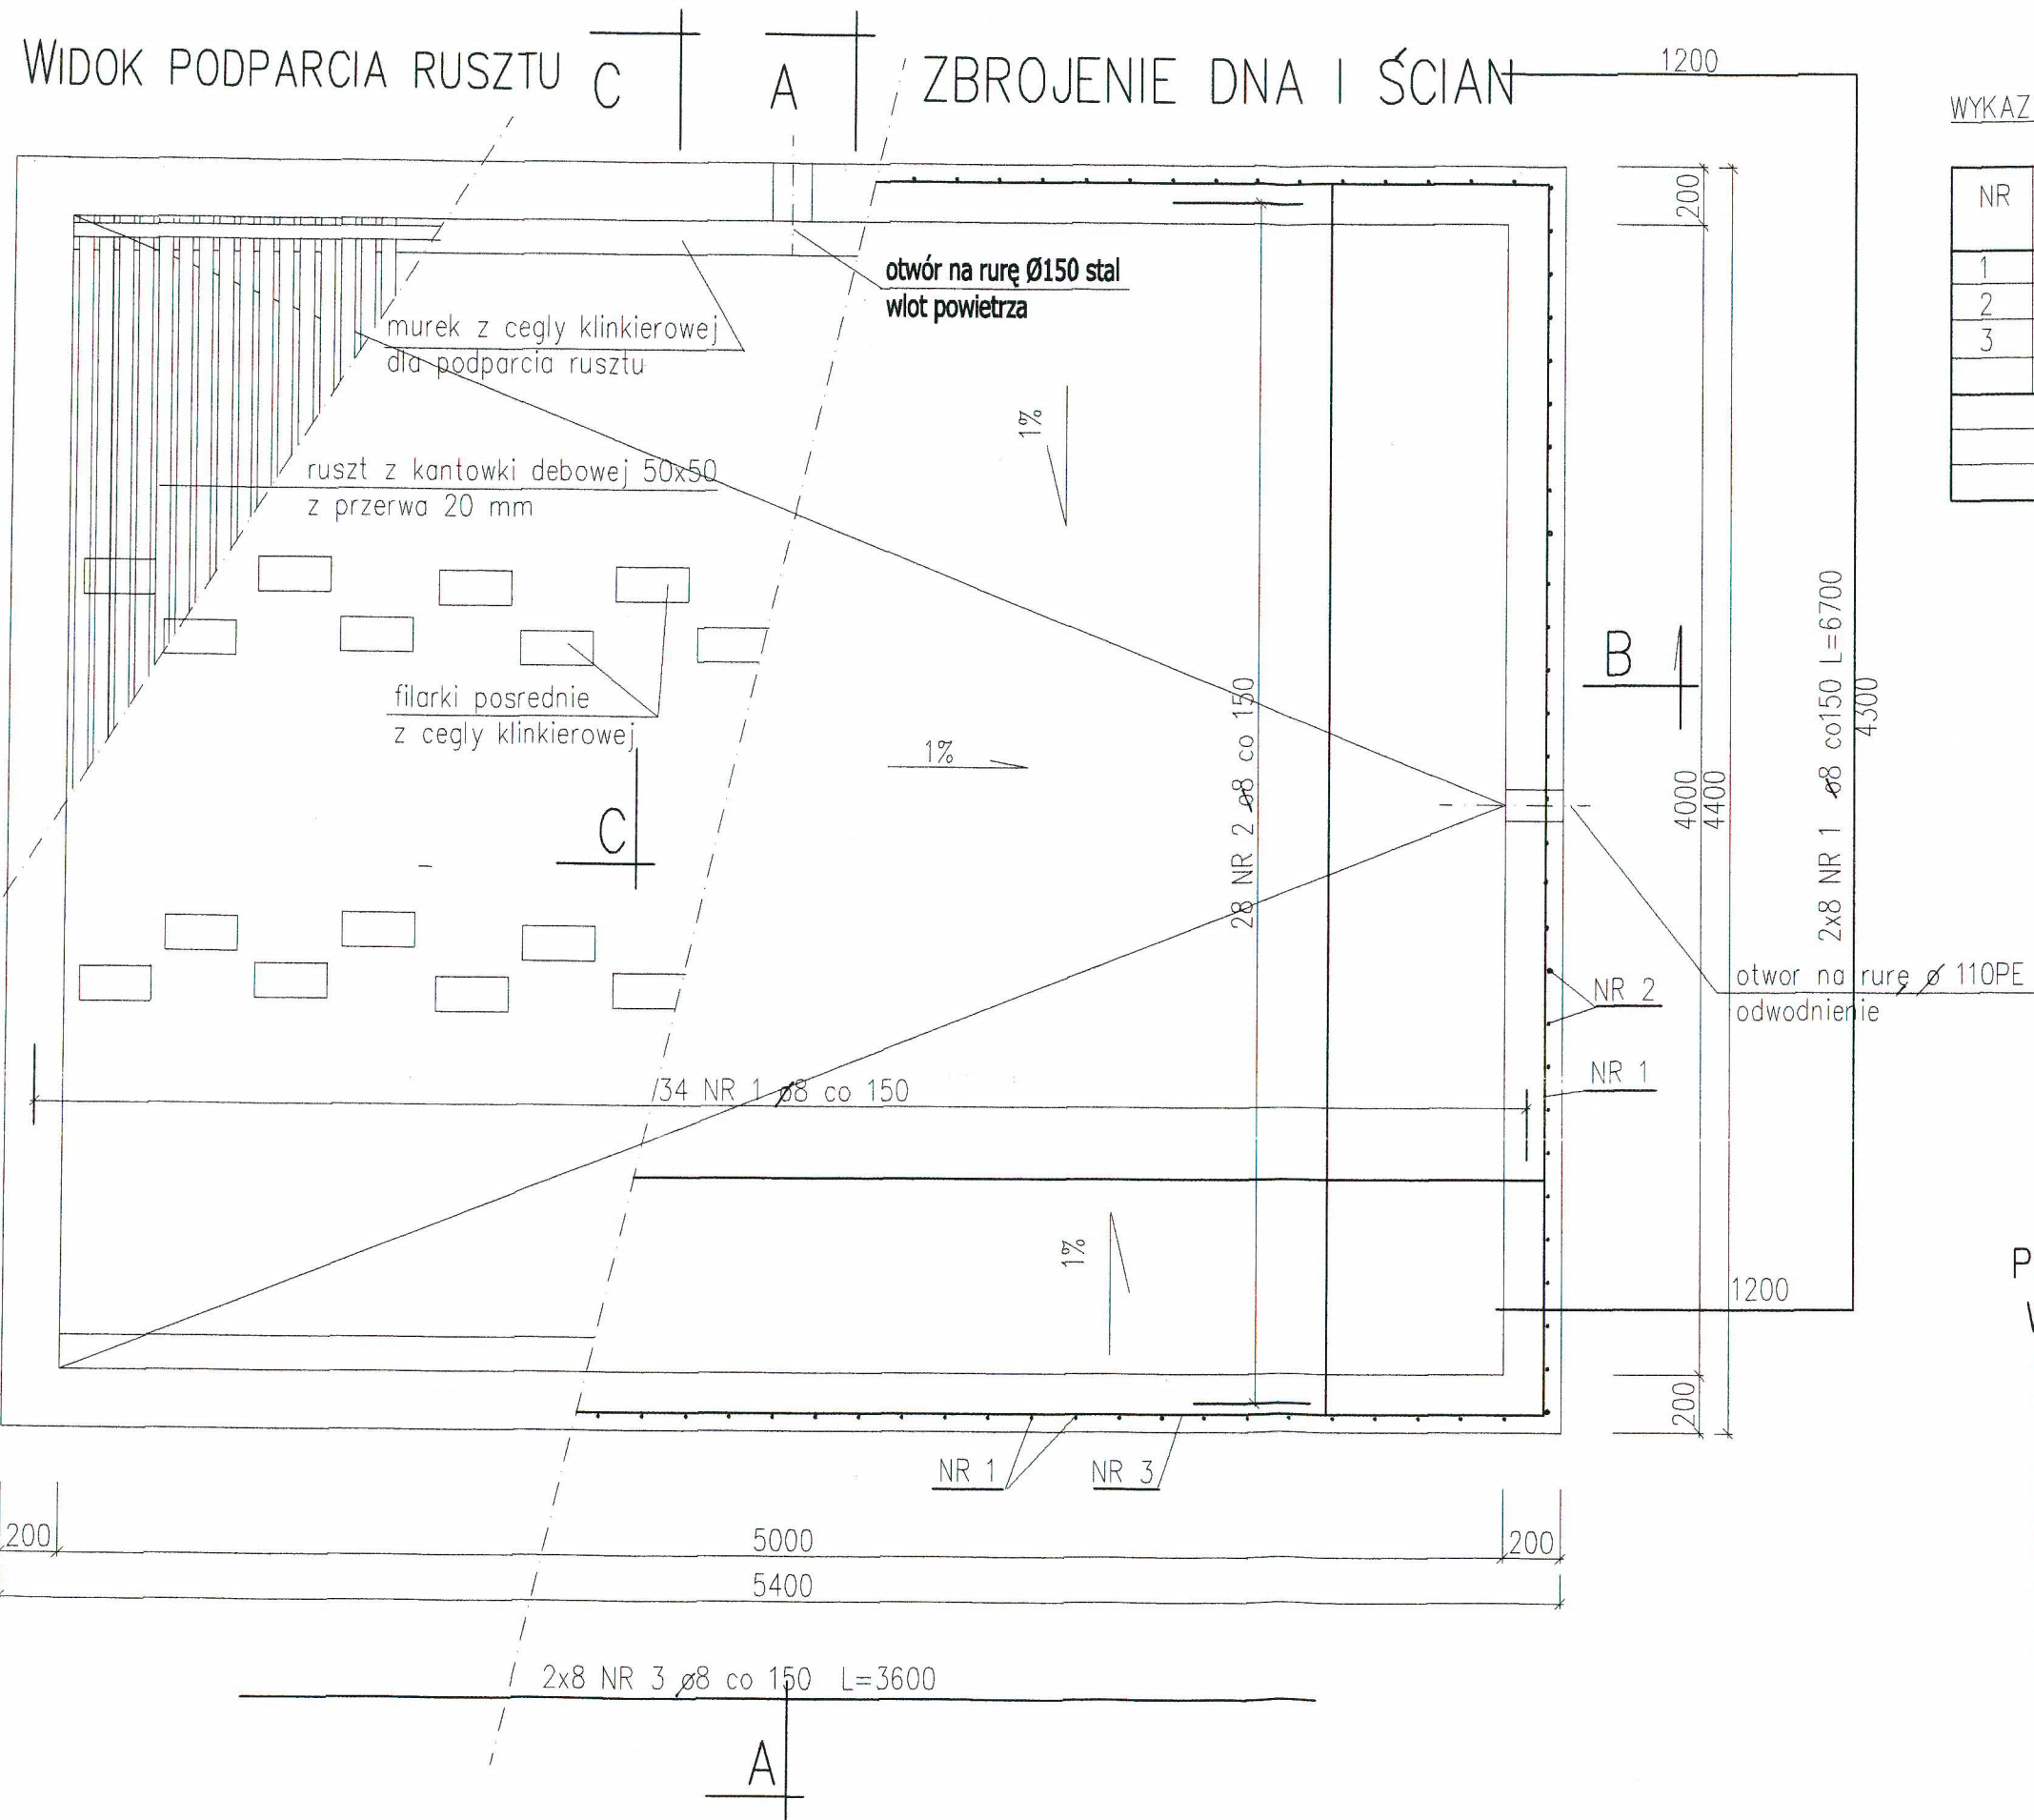 WIDOK PODPARCIA RUSZTU
C
A
ZBROJENIE DNA I ŚCIAN
1200
WYKAZ
NR
1
2
3
200
otwór na rurę Ø150 stal
wlot powietrza
murek z cegly klinkierowej
dla podparcia rusztu
1%
ruszt z kantowki debowej 50x50
z przerwa 20 mm
filarki posrednie
z cegly klinkierowej
1%
C
28 NR 2 ø8 co 150
B
4000
4400
2x8 NR 1 ø8 co150 L=6700
4300
otwor na rurę ø 110PE
odwodnienie
NR 2
NR 1
34 NR 1 ø8 co 150
1%
1200
P
200
NR 1
NR 3
200
5000
200
5400
2x8 NR 3 ø8 co 150 L=3600
A